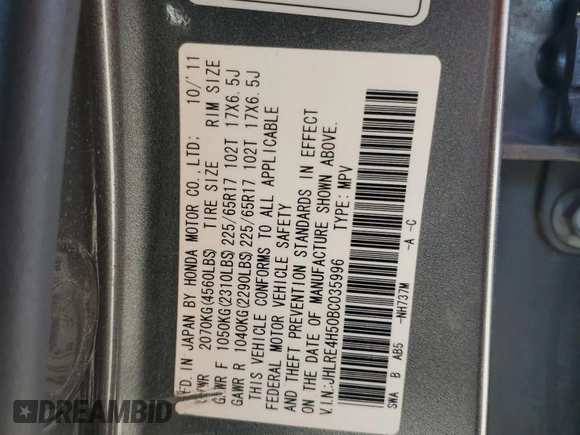 MFD. IN JAPAN BY HONDA MOTOR CO., LTD: 10/'11
GVWR 2070KG(4560LBS) TIRE SIZE RIM SIZE
GAWR F 1050KG(2310LBS) 225/65R17 102T 17X6.5J
GAWR R 1040KG(2290LBS) 225/65R17 102T 17X6.5J
THIS VEHICLE CONFORMS TO ALL APPLICABLE
FEDERAL MOTOR VEHICLE SAFETY
AND THEFT PREVENTION STANDARDS IN EFFECT
ON THE DATE OF MANUFACTURE SHOWN ABOVE.
V.I.N: JHLRE4H50BC035996 TYPE: MPV
SWA B AB5 -NH737M -A -C
DREAMBID